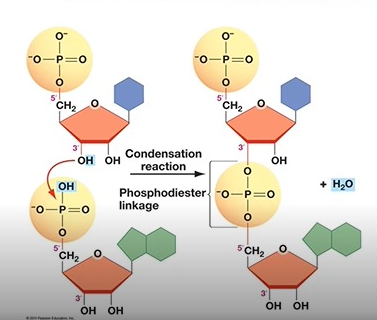 O⁻
⁻O–P=O
O
5'
CH₂
O
3'
OH
OH
OH
⁻O–P=O
O
5'
CH₂
O
3'
OH
OH
Condensation
reaction
Phosphodiester
linkage
O⁻
⁻O–P=O
O
5'
CH₂
O
3'
O
OH
⁻O–P=O
O
5'
CH₂
O
3'
OH
OH
+ H₂O